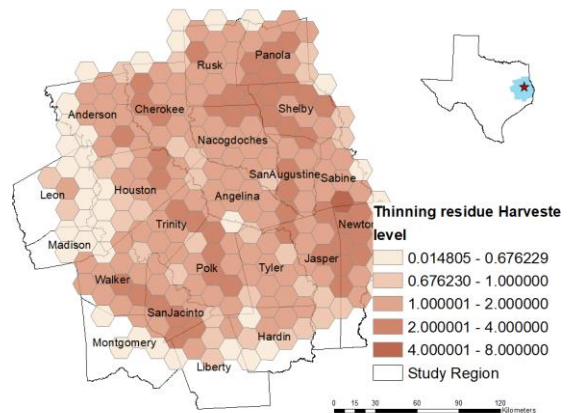 Panola
Rusk
Shelby
Cherokee
Anderson
Nacogdoches
SanAugustine
Sabine
Houston
Leon
Angelina
Trinity
Newton
Madison
Jasper
Polk
Tyler
Walker
SanJacinto
Hardin
Montgomery
Liberty
Thinning residue Harveste
level
0.014805 - 0.676229
0.676230 - 1.000000
1.000001 - 2.000000
2.000001 - 4.000000
4.000001 - 8.000000
Study Region
0 15 30 60 90 120
Kilometers